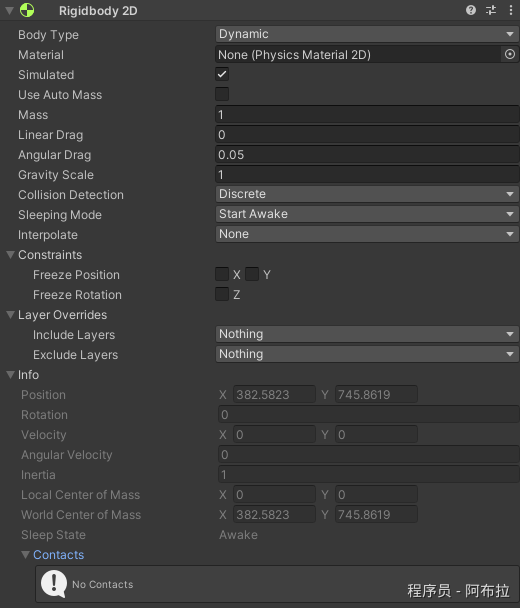 Rigidbody 2D
Body Type Dynamic
Material None (Physics Material 2D)
Simulated
Use Auto Mass
Mass 1
Linear Drag 0
Angular Drag 0.05
Gravity Scale 1
Collision Detection Discrete
Sleeping Mode Start Awake
Interpolate None
Constraints
Freeze Position X Y
Freeze Rotation Z
Layer Overrides
Include Layers Nothing
Exclude Layers Nothing
Info
Position X 382.5823 Y 745.8619
Rotation 0
Velocity X 0 Y 0
Angular Velocity 0
Inertia 1
Local Center of Mass X 0 Y 0
World Center of Mass X 382.5823 Y 745.8619
Sleep State Awake
Contacts
No Contacts
程序员 - 阿布拉